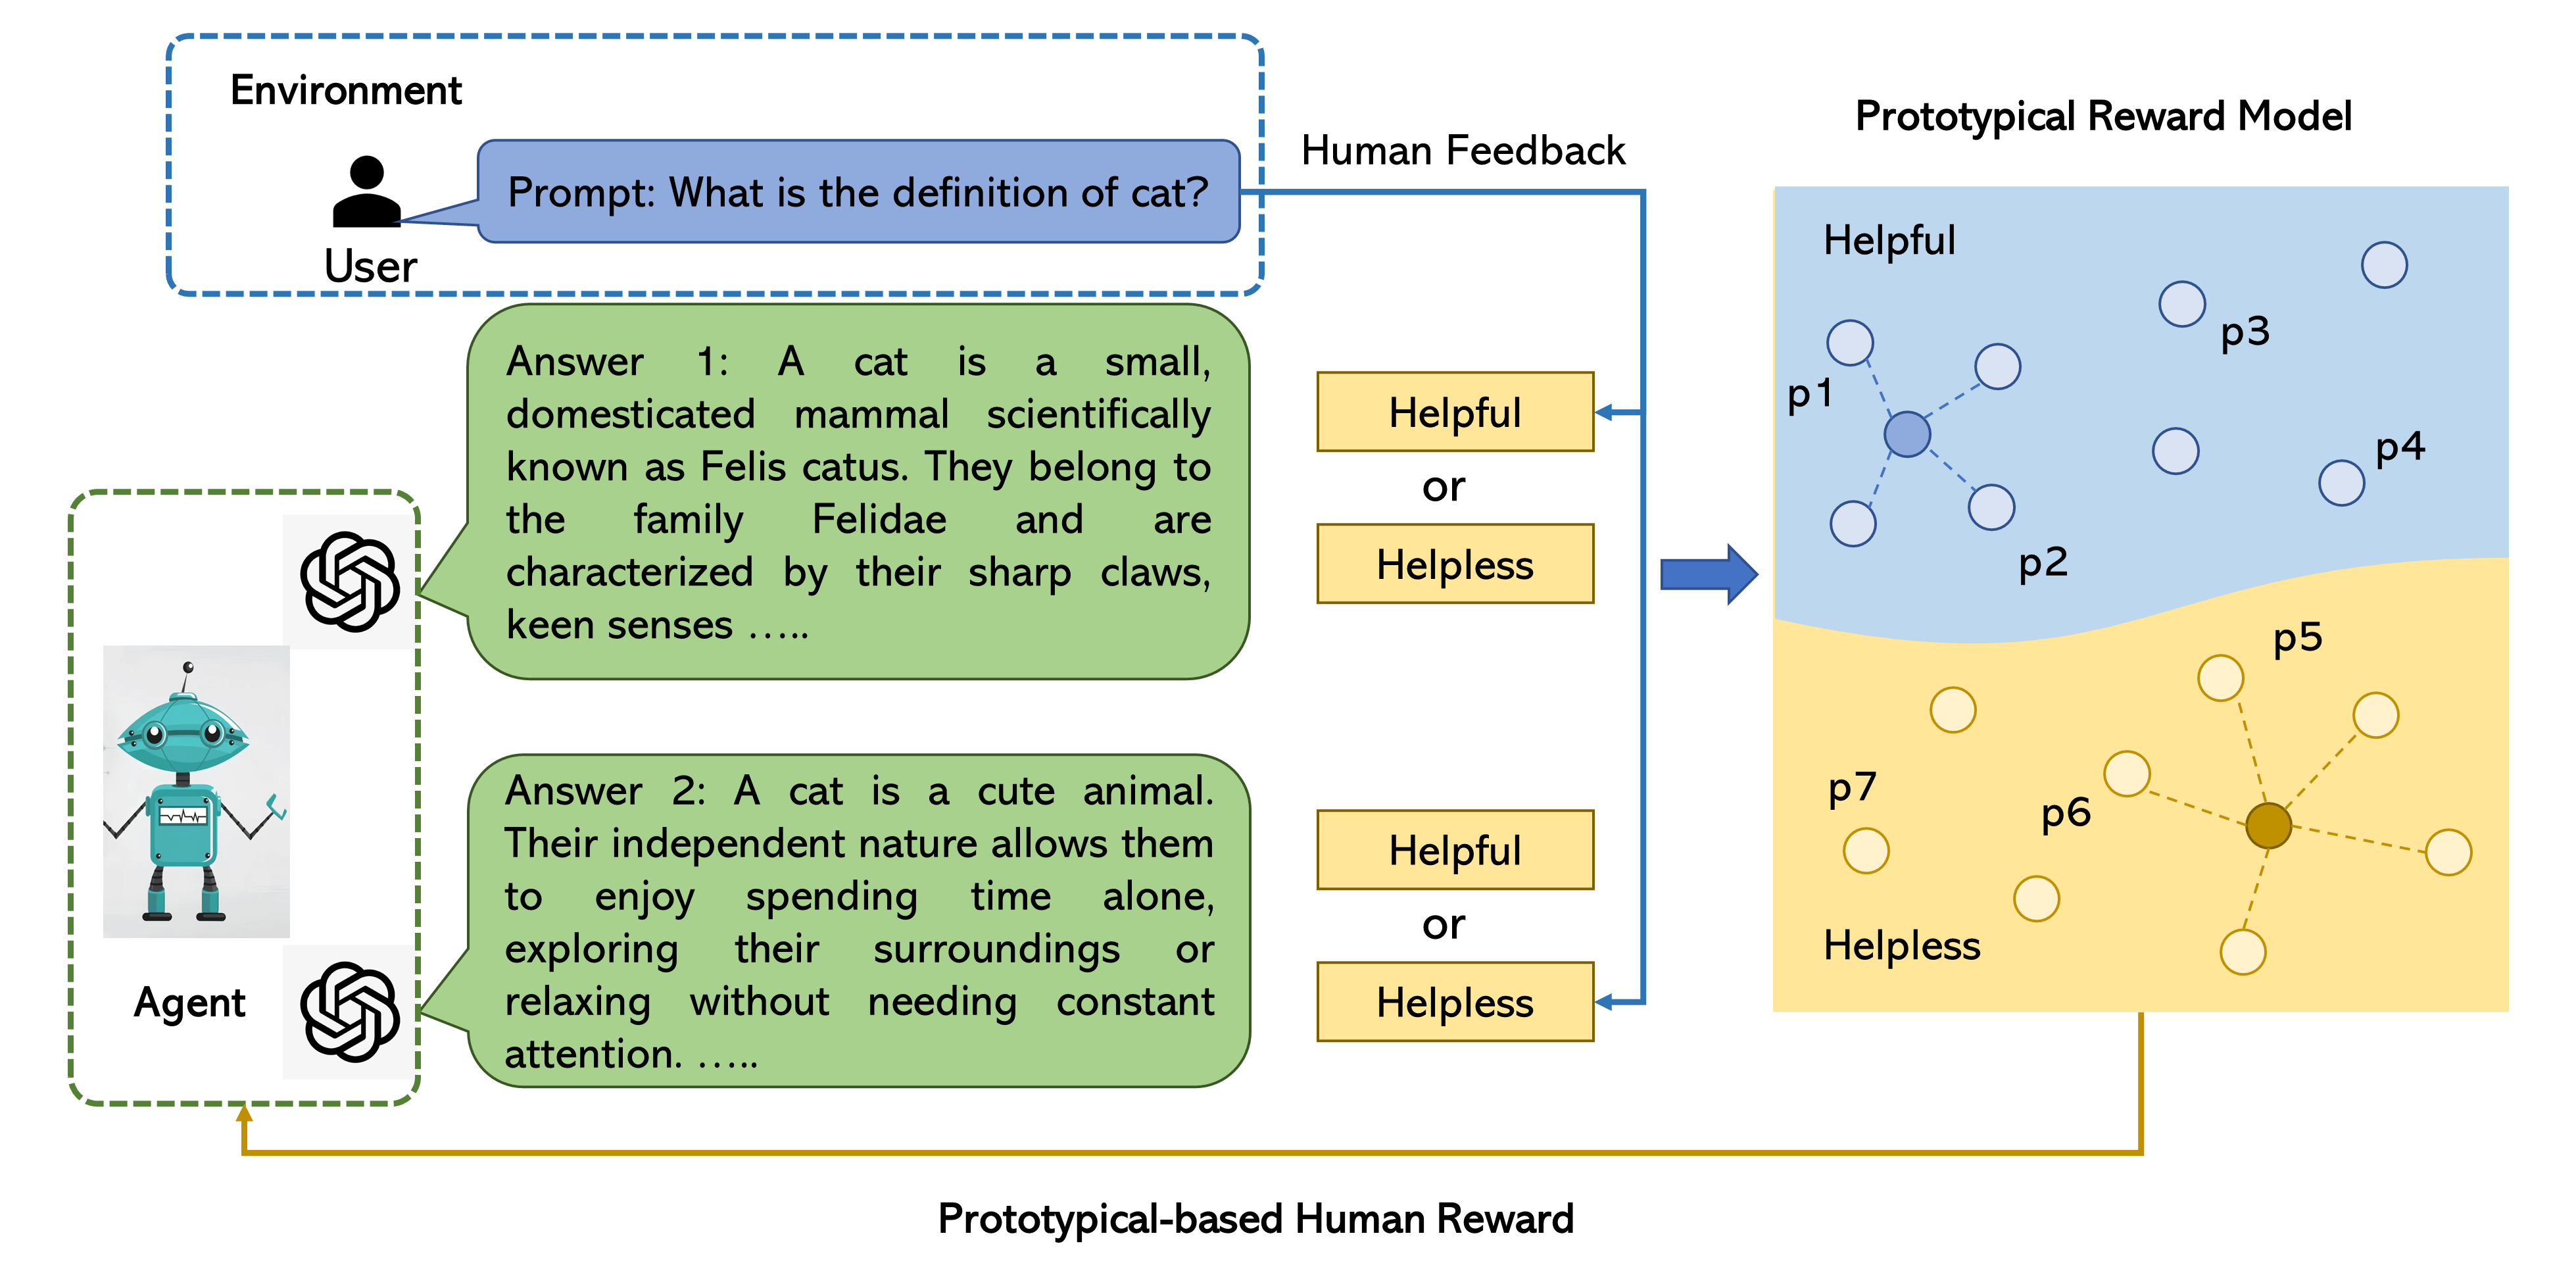 Environment
Prompt: What is the definition of cat?
User
Human Feedback
Answer 1: A cat is a small,
domesticated mammal scientifically
known as Felis catus. They belong to
the family Felidae and are
characterized by their sharp claws,
keen senses …..
Helpful
or
Helpless
Agent
Answer 2: A cat is a cute animal.
Their independent nature allows them
to enjoy spending time alone,
exploring their surroundings or
relaxing without needing constant
attention. …..
Helpful
or
Helpless
Prototypical Reward Model
Helpful
p3
p1
p4
p2
p5
p7
p6
Helpless
Prototypical-based Human Reward